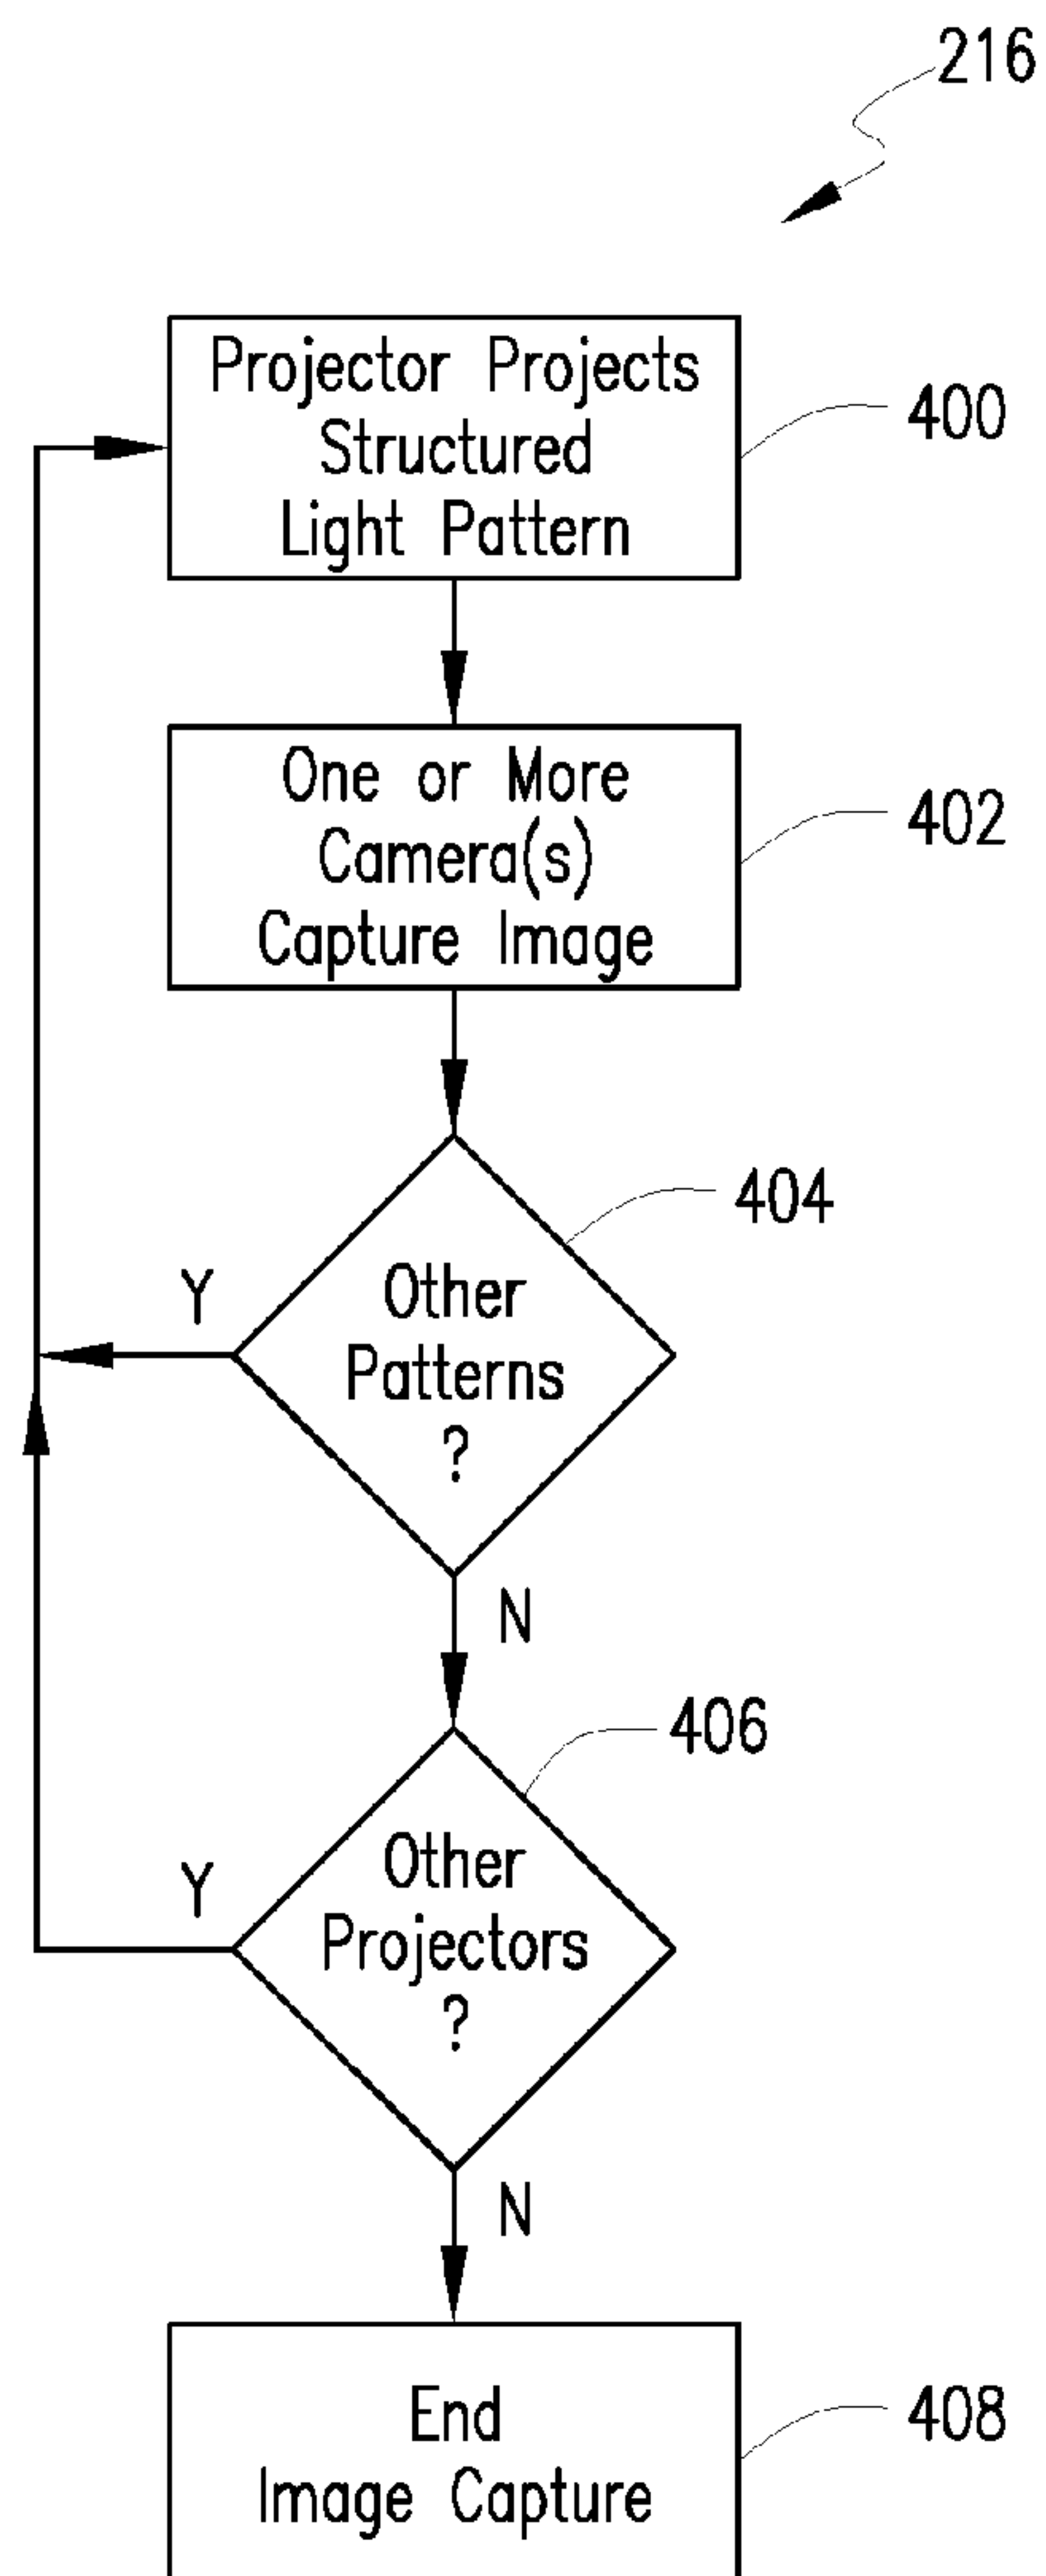 216
Projector Projects
Structured
Light Pattern
400
One or More
Camera(s)
Capture Image
402
404
Other
Patterns
?
Y
N
406
Other
Projectors
?
Y
N
End
Image Capture
408